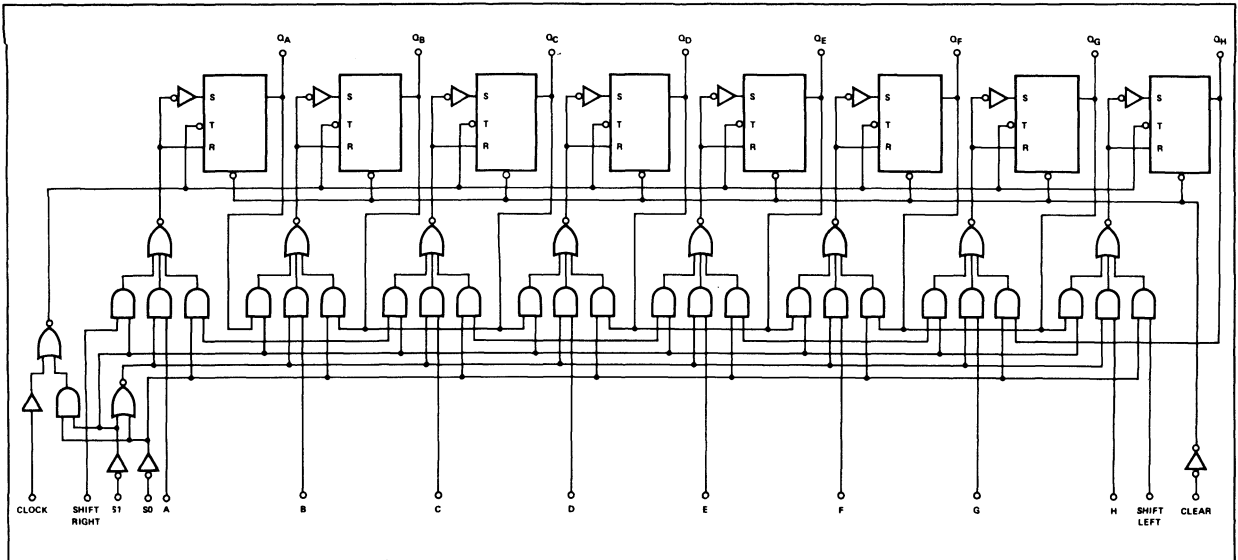 QA QB QC QD QE QF QG QH
S S S S S S S S
T T T T T T T T
R R R R R R R R
CLOCK SHIFT RIGHT S1 S0 A B C D E F G H SHIFT LEFT CLEAR